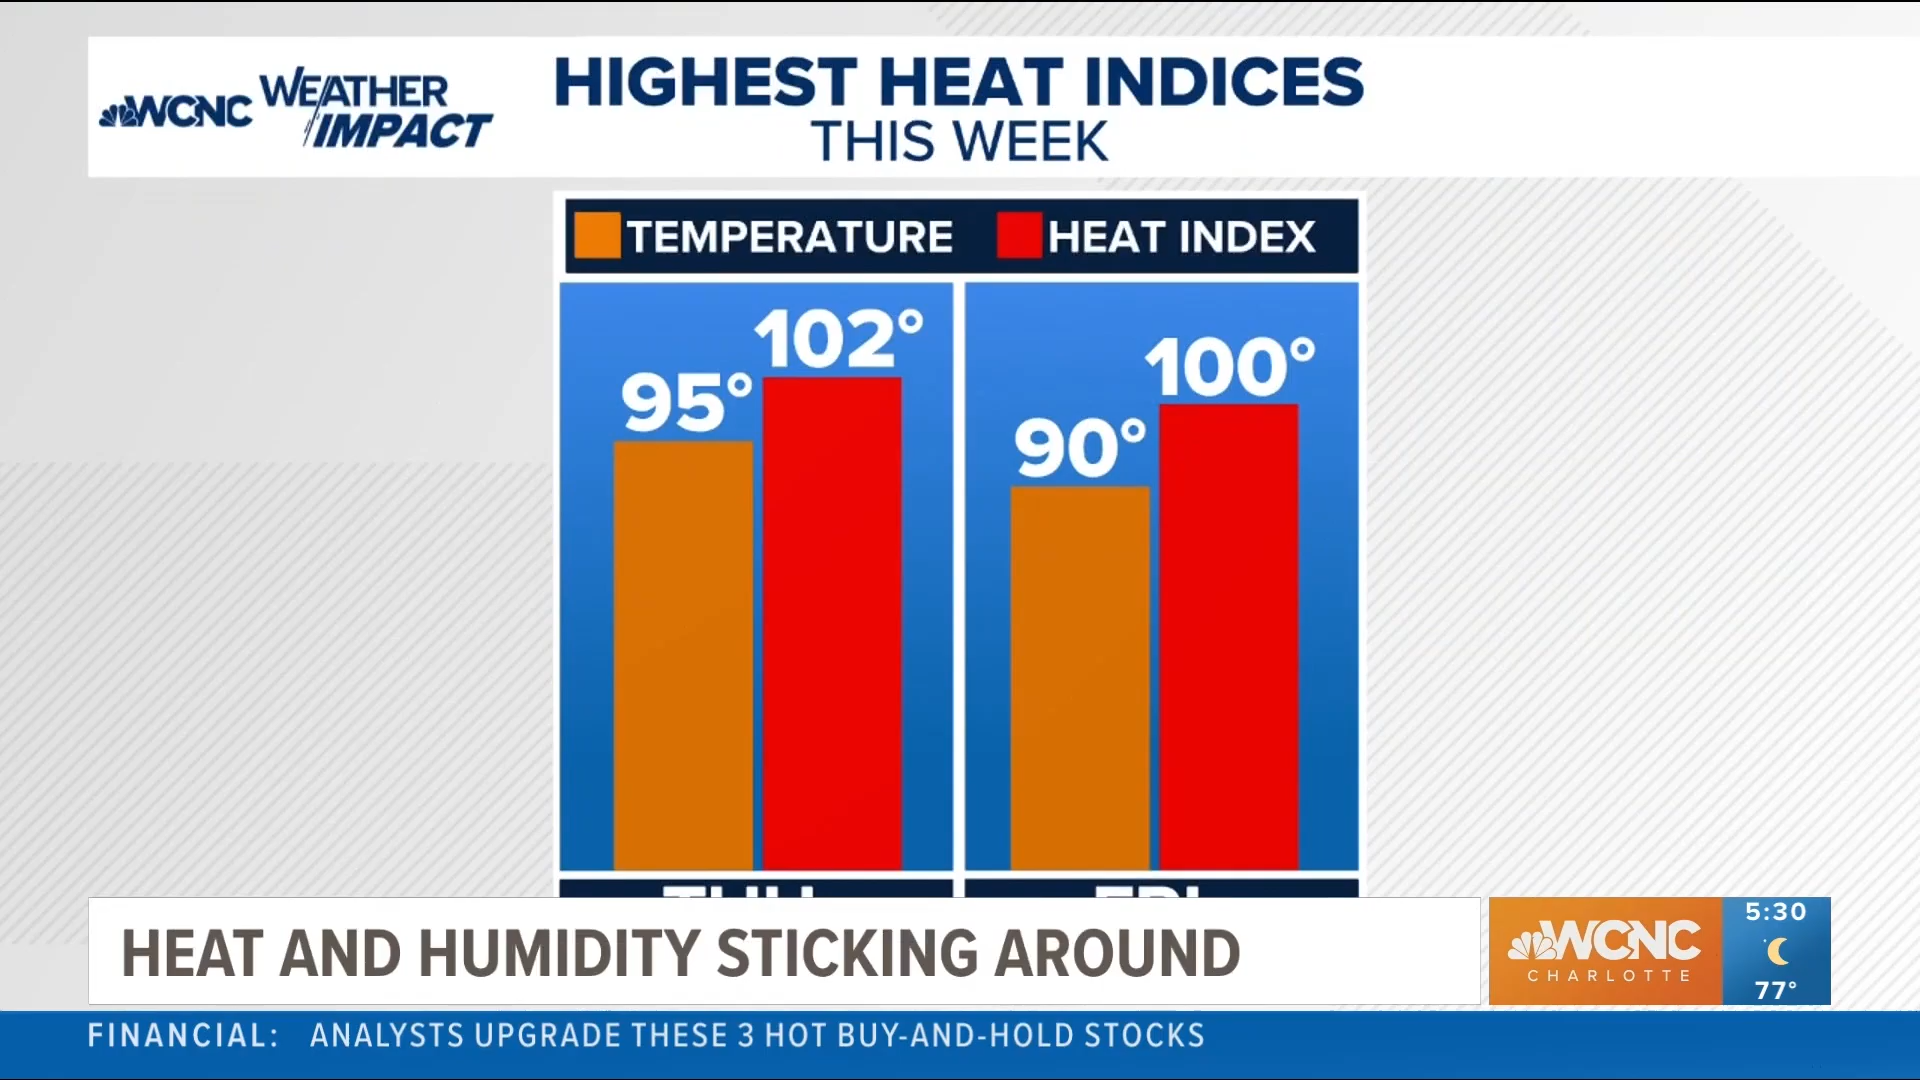 WCNC WEATHER
IMPACT
HIGHEST HEAT INDICES
THIS WEEK
TEMPERATURE HEAT INDEX
95° 102°
90° 100°
HEAT AND HUMIDITY STICKING AROUND
WCNC
CHARLOTTE
5:30
77°
FINANCIAL: ANALYSTS UPGRADE THESE 3 HOT BUY-AND-HOLD STOCKS